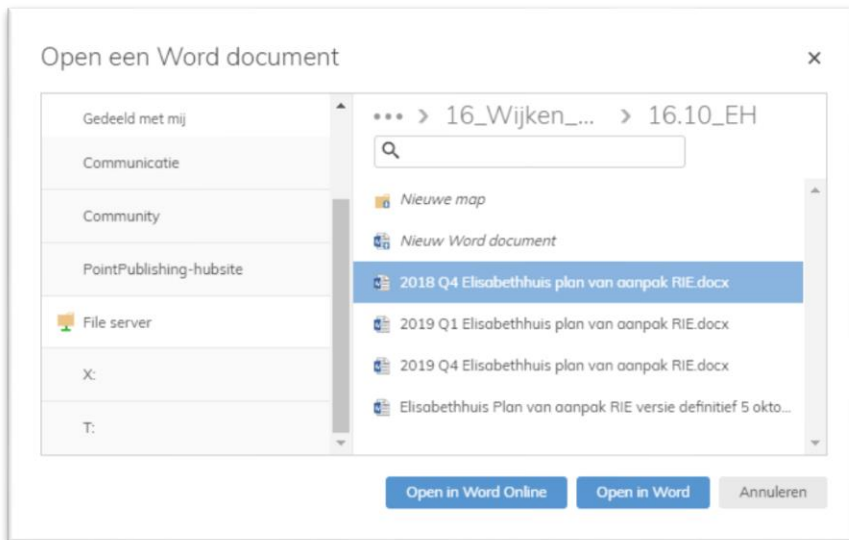 Open een Word document
×
Gedeeld met mij
Communicatie
Community
PointPublishing-hubsite
File server
X:
T:
••• > 16_Wijken_... > 16.10_EH
Nieuwe map
Nieuw Word document
2018 Q4 Elisabethhuis plan van aanpak RIE.docx
2019 Q1 Elisabethhuis plan van aanpak RIE.docx
2019 Q4 Elisabethhuis plan van aanpak RIE.docx
Elisabethhuis Plan van aanpak RIE versie definitief 5 okto...
Open in Word Online
Open in Word
Annuleren